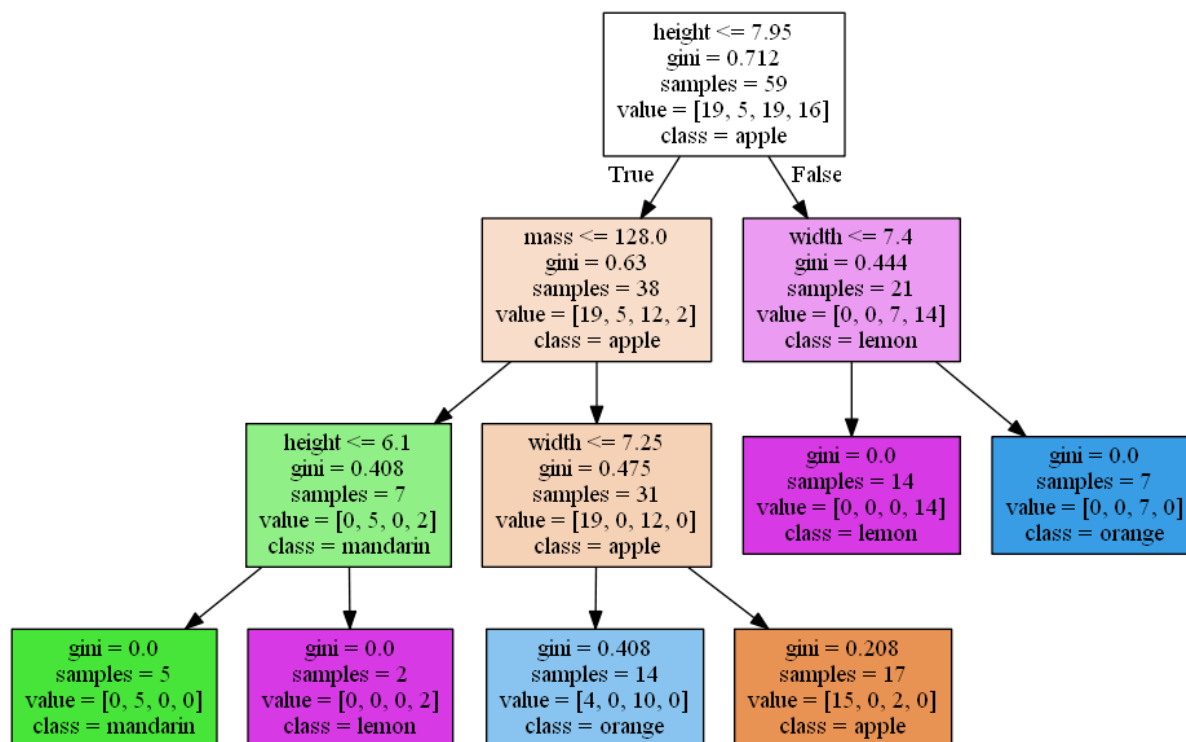 height <= 7.95
gini = 0.712
samples = 59
value = [19, 5, 19, 16]
class = apple
True
False
mass <= 128.0
gini = 0.63
samples = 38
value = [19, 5, 12, 2]
class = apple
width <= 7.4
gini = 0.444
samples = 21
value = [0, 0, 7, 14]
class = lemon
height <= 6.1
gini = 0.408
samples = 7
value = [0, 5, 0, 2]
class = mandarin
width <= 7.25
gini = 0.475
samples = 31
value = [19, 0, 12, 0]
class = apple
gini = 0.0
samples = 14
value = [0, 0, 0, 14]
class = lemon
gini = 0.0
samples = 7
value = [0, 0, 7, 0]
class = orange
gini = 0.0
samples = 5
value = [0, 5, 0, 0]
class = mandarin
gini = 0.0
samples = 2
value = [0, 0, 0, 2]
class = lemon
gini = 0.408
samples = 14
value = [4, 0, 10, 0]
class = orange
gini = 0.208
samples = 17
value = [15, 0, 2, 0]
class = apple